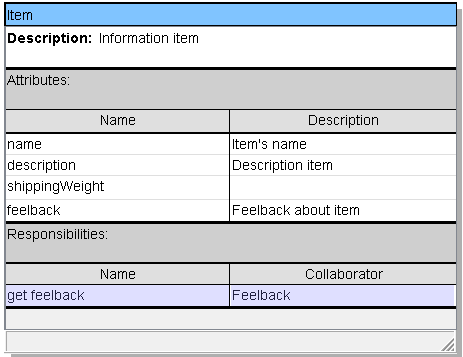 Item
Description: Information item
Attributes:
Name Description
name Item's name
description Description item
shippingWeight
feelback Feelback about item
Responsibilities:
Name Collaborator
get feelback Feelback